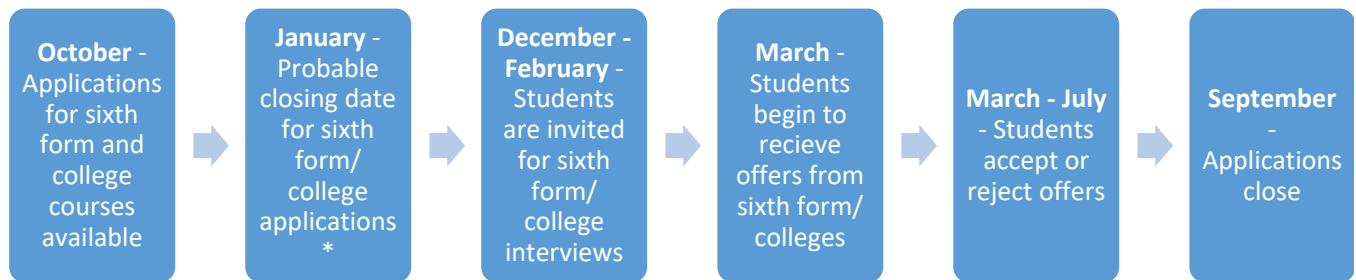 October -
Applications
for sixth
form and
college
courses
available
January -
Probable
closing date
for sixth
form/
college
applications
*
December -
February -
Students
are invited
for sixth
form/
college
interviews
March -
Students
begin to
recieve
offers from
sixth form/
colleges
March - July
- Students
accept or
reject offers
September
-
Applications
close